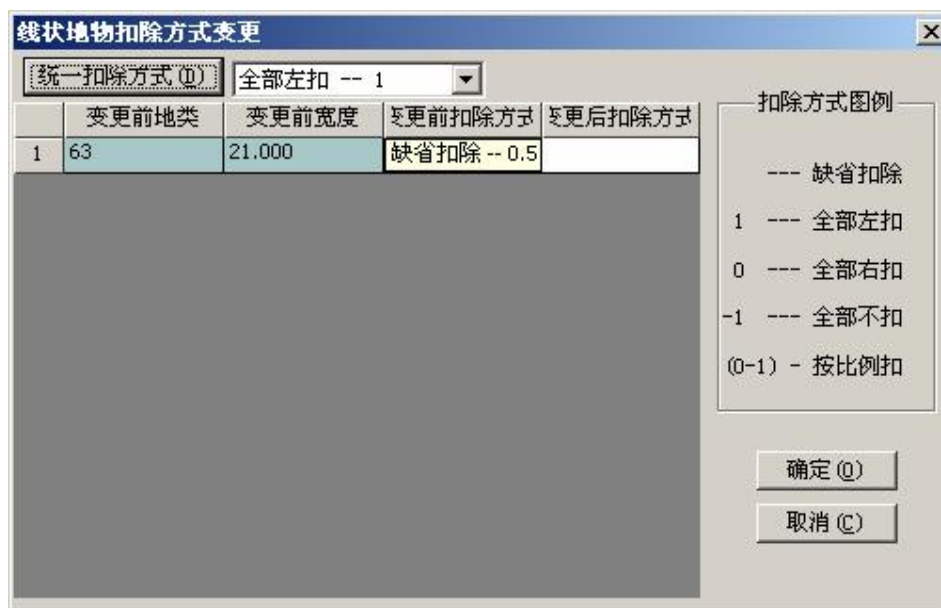 线状地物扣除方式变更
统一扣除方式(D) 全部左扣 -- 1
变更前地类 变更前宽度 变更前扣除方式 变更后扣除方式
1 63 21.000 缺省扣除 -- 0.5
扣除方式图例
--- 缺省扣除
1 --- 全部左扣
0 --- 全部右扣
-1 --- 全部不扣
(0-1) - 按比例扣
确定(O)
取消(C)